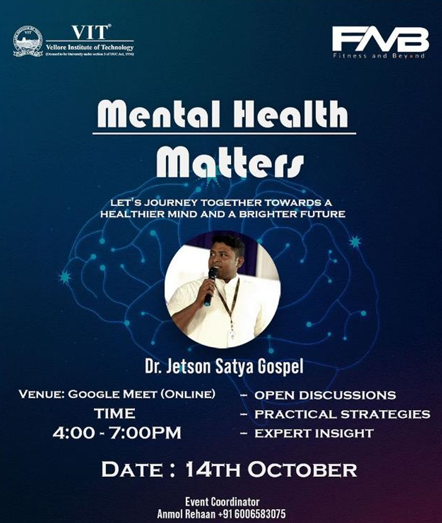 VIT®
Vellore Institute of Technology
(Deemed to be University under section 3 of UGC Act, 1956)
FNB
Fitness and Beyond
Mental Health
Matters
LET'S JOURNEY TOGETHER TOWARDS A
HEALTHIER MIND AND A BRIGHTER FUTURE
Dr. Jetson Satya Gospel
VENUE: GOOGLE MEET (ONLINE)
TIME
4:00 - 7:00PM
– OPEN DISCUSSIONS
– PRACTICAL STRATEGIES
– EXPERT INSIGHT
DATE : 14TH OCTOBER
Event Coordinator
Anmol Rehaan +91 6006583075